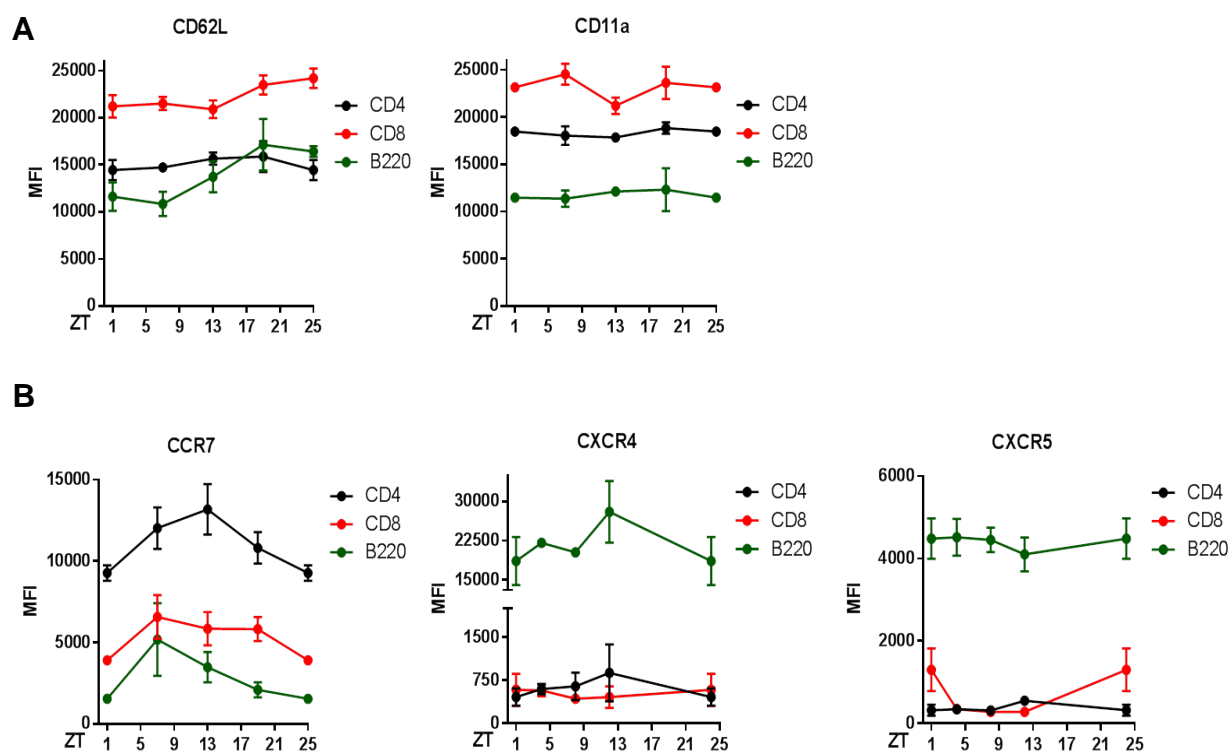 A
CD62L
MFI
25000
20000
15000
10000
5000
0
ZT 1 5 9 13 17 21 25
CD4
CD8
B220
CD11a
MFI
25000
20000
15000
10000
5000
0
ZT 1 5 9 13 17 21 25
CD4
CD8
B220
B
CCR7
MFI
15000
10000
5000
0
ZT 1 5 9 13 17 21 25
CD4
CD8
B220
CXCR4
MFI
30000
22500
15000
1500
750
0
ZT 1 5 9 13 17 21 25
CD4
CD8
B220
CXCR5
MFI
6000
4000
2000
0
ZT 1 5 9 13 17 21 25
CD4
CD8
B220